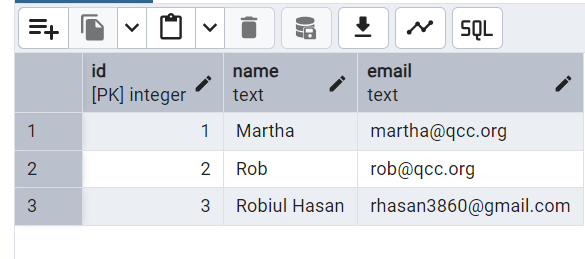 SQL
id name email
[PK] integer text text
1 1 Martha martha@qcc.org
2 2 Rob rob@qcc.org
3 3 Robiul Hasan rhasan3860@gmail.com